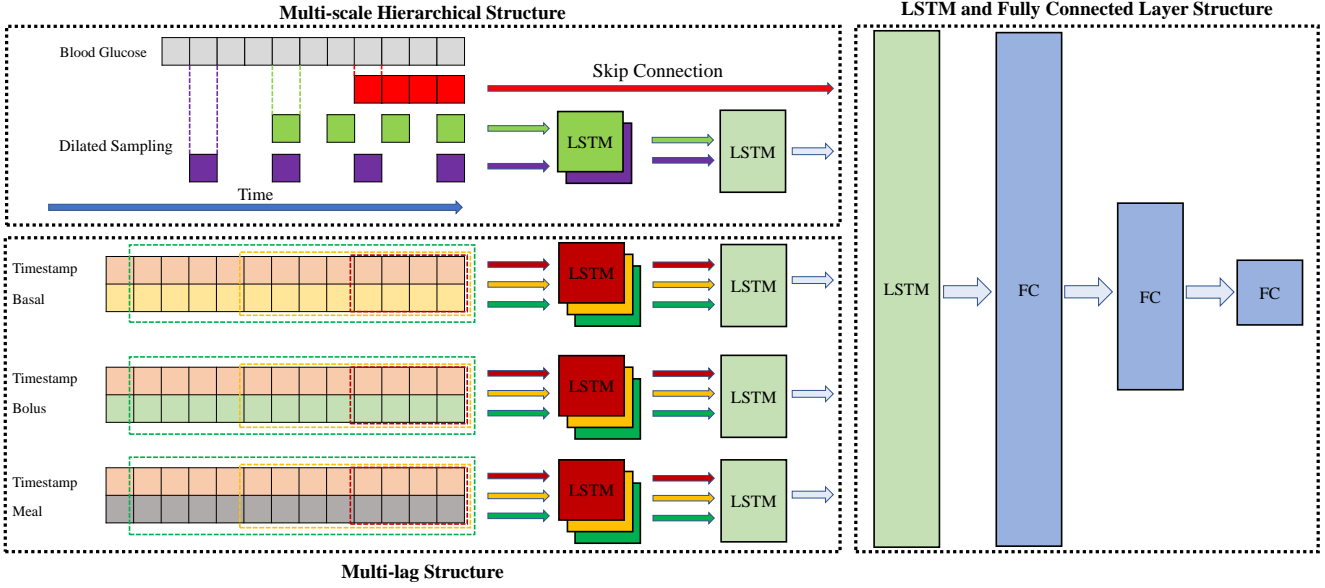 Multi-scale Hierarchical Structure
LSTM and Fully Connected Layer Structure
Blood Glucose
Skip Connection
Dilated Sampling
LSTM
LSTM
Time
Timestamp
Basal
LSTM
LSTM
Timestamp
Bolus
LSTM
LSTM
Timestamp
Meal
LSTM
LSTM
Multi-lag Structure
LSTM
FC
FC
FC